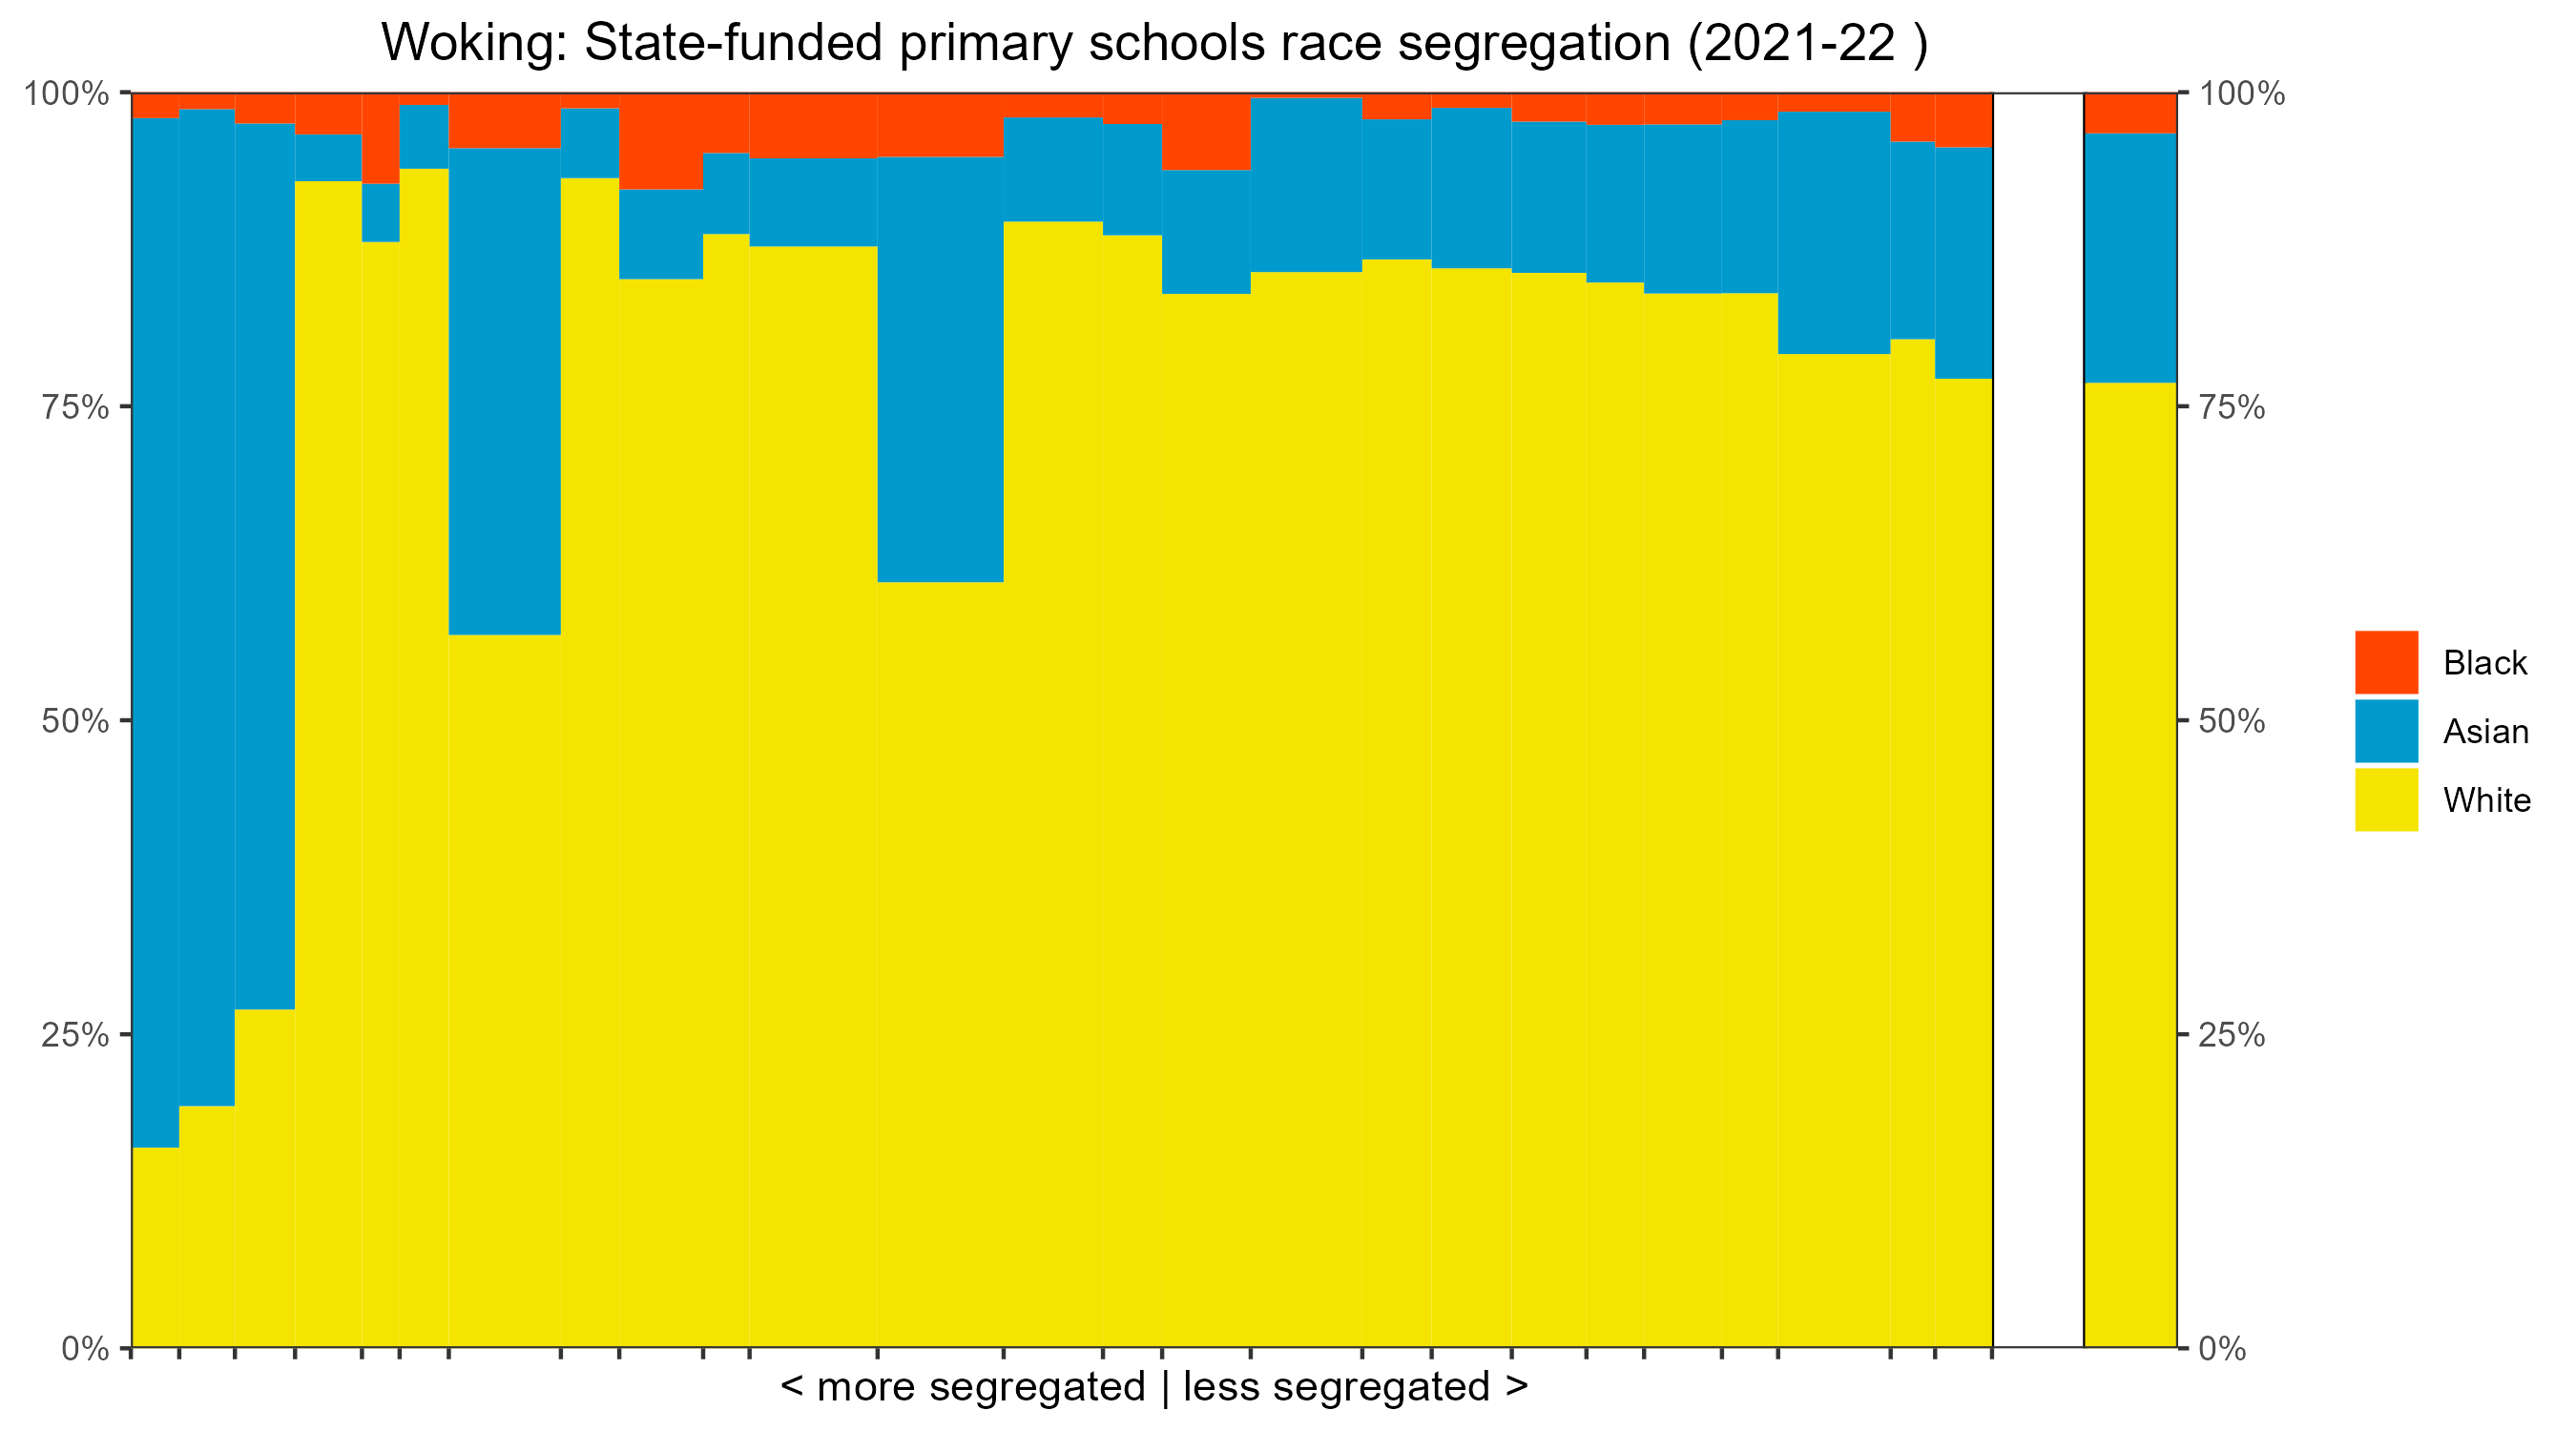 Woking: State-funded primary schools race segregation (2021-22 )
100%
75%
50%
25%
0%
100%
75%
50%
25%
0%
Black
Asian
White
< more segregated | less segregated >